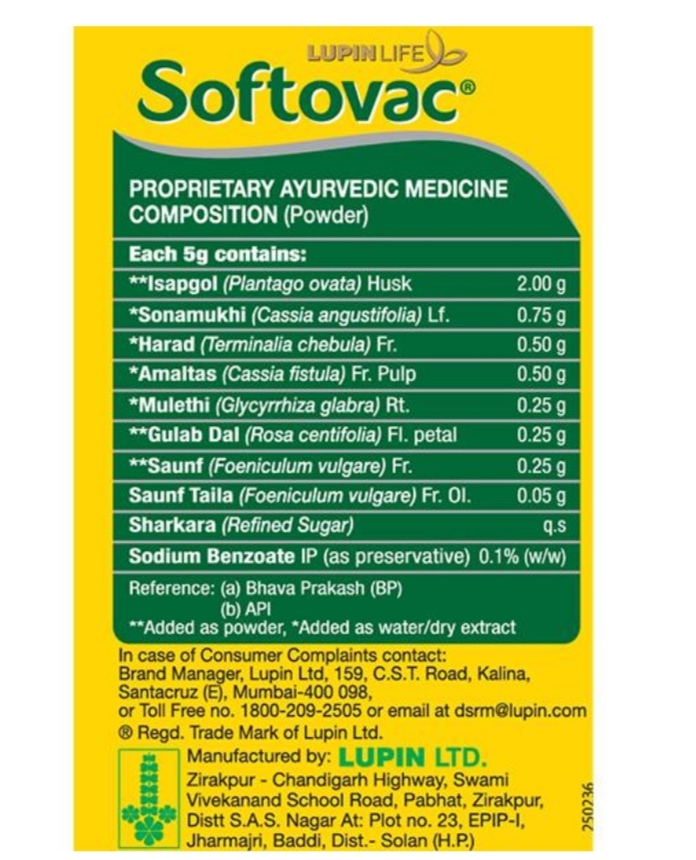 LUPINLIFE
Softovac®
PROPRIETARY AYURVEDIC MEDICINE
COMPOSITION (Powder)
Each 5g contains:
**Isapgol (Plantago ovata) Husk 2.00 g
*Sonamukhi (Cassia angustifolia) Lf. 0.75 g
*Harad (Terminalia chebula) Fr. 0.50 g
*Amaltas (Cassia fistula) Fr. Pulp 0.50 g
*Mulethi (Glycyrrhiza glabra) Rt. 0.25 g
**Gulab Dal (Rosa centifolia) Fl. petal 0.25 g
**Saunf (Foeniculum vulgare) Fr. 0.25 g
Saunf Taila (Foeniculum vulgare) Fr. Ol. 0.05 g
Sharkara (Refined Sugar) q.s
Sodium Benzoate IP (as preservative) 0.1% (w/w)
Reference: (a) Bhava Prakash (BP)
(b) API
**Added as powder, *Added as water/dry extract
In case of Consumer Complaints contact:
Brand Manager, Lupin Ltd, 159, C.S.T. Road, Kalina,
Santacruz (E), Mumbai-400 098,
or Toll Free no. 1800-209-2505 or email at dsrm@lupin.com
® Regd. Trade Mark of Lupin Ltd.
Manufactured by: LUPIN LTD.
Zirakpur - Chandigarh Highway, Swami
Vivekanand School Road, Pabhat, Zirakpur,
Distt S.A.S. Nagar At: Plot no. 23, EPIP-I,
Jharmajri, Baddi, Dist.- Solan (H.P.)
250236